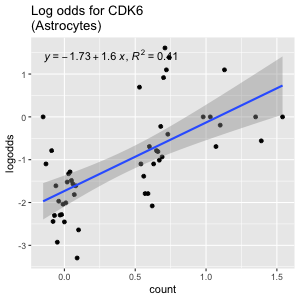 Log odds for CDK6
(Astrocytes)
y = −1.73 + 1.6 x, R² = 0.41
1
0
-1
-2
-3
logodds
0.0 0.5 1.0 1.5
count